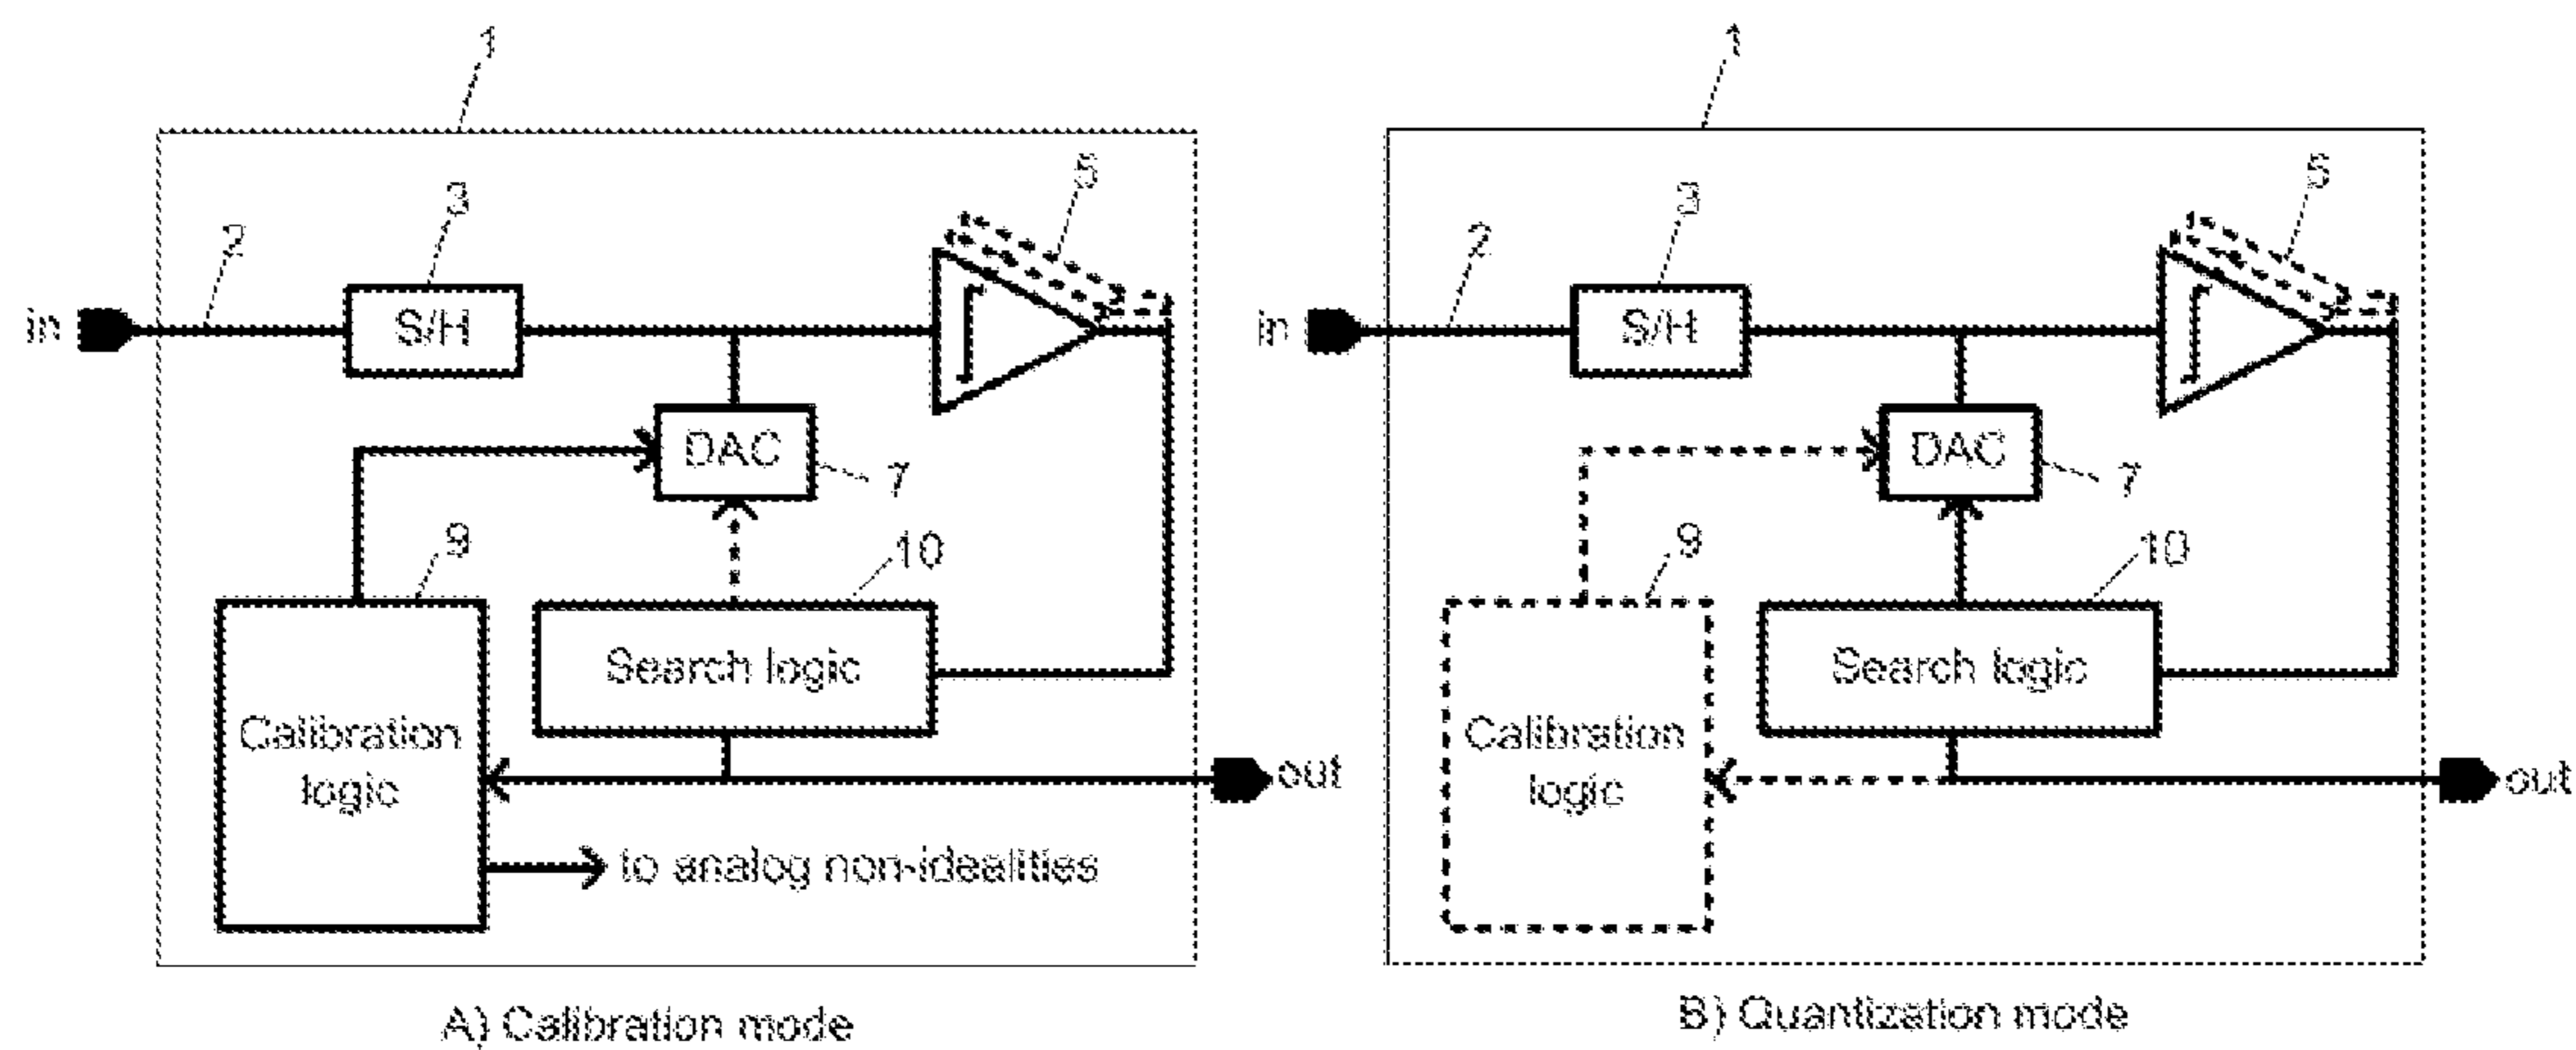 1
5
3
2
in
S/H
DAC
7
9
10
Search logic
Calibration
logic
out
to analog non-idealities
A) Calibration mode
1
5
3
2
in
S/H
DAC
7
9
10
Search logic
Calibration
logic
out
B) Quantization mode